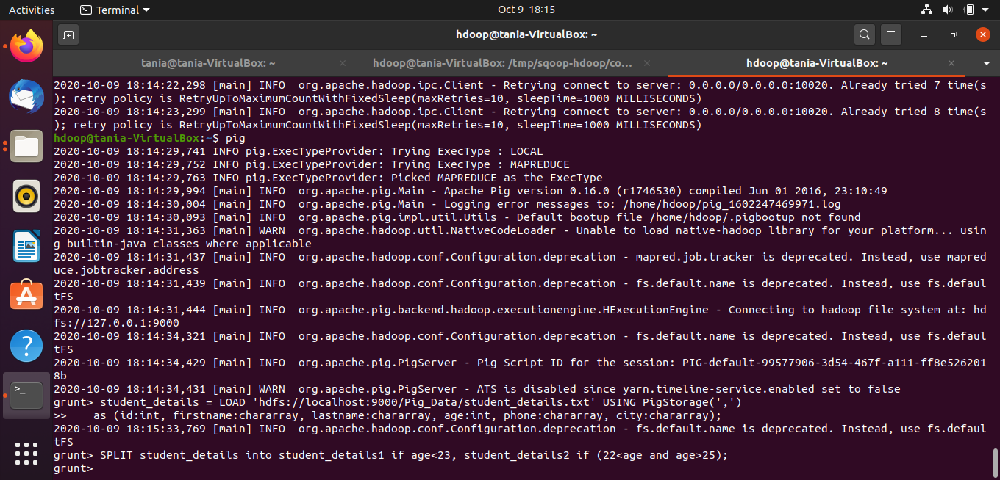 Activities
Terminal
Oct 9 18:15
hdoop@tania-VirtualBox: ~
tania@tania-VirtualBox: ~
hdoop@tania-VirtualBox: /tmp/sqoop-hdoop/co...
hdoop@tania-VirtualBox: ~
2020-10-09 18:14:22,298 [main] INFO  org.apache.hadoop.ipc.Client - Retrying connect to server: 0.0.0.0/0.0.0.0:10020. Already tried 7 time(s
); retry policy is RetryUpToMaximumCountWithFixedSleep(maxRetries=10, sleepTime=1000 MILLISECONDS)
2020-10-09 18:14:23,299 [main] INFO  org.apache.hadoop.ipc.Client - Retrying connect to server: 0.0.0.0/0.0.0.0:10020. Already tried 8 time(s
); retry policy is RetryUpToMaximumCountWithFixedSleep(maxRetries=10, sleepTime=1000 MILLISECONDS)
hdoop@tania-VirtualBox:~$ pig
2020-10-09 18:14:29,741 INFO pig.ExecTypeProvider: Trying ExecType : LOCAL
2020-10-09 18:14:29,752 INFO pig.ExecTypeProvider: Trying ExecType : MAPREDUCE
2020-10-09 18:14:29,763 INFO pig.ExecTypeProvider: Picked MAPREDUCE as the ExecType
2020-10-09 18:14:29,994 [main] INFO  org.apache.pig.Main - Apache Pig version 0.16.0 (r1746530) compiled Jun 01 2016, 23:10:49
2020-10-09 18:14:30,004 [main] INFO  org.apache.pig.Main - Logging error messages to: /home/hdoop/pig_1602247469971.log
2020-10-09 18:14:30,093 [main] INFO  org.apache.pig.impl.util.Utils - Default bootup file /home/hdoop/.pigbootup not found
2020-10-09 18:14:31,363 [main] WARN  org.apache.hadoop.util.NativeCodeLoader - Unable to load native-hadoop library for your platform... usin
g builtin-java classes where applicable
2020-10-09 18:14:31,437 [main] INFO  org.apache.hadoop.conf.Configuration.deprecation - mapred.job.tracker is deprecated. Instead, use mapred
uce.jobtracker.address
2020-10-09 18:14:31,439 [main] INFO  org.apache.hadoop.conf.Configuration.deprecation - fs.default.name is deprecated. Instead, use fs.defaul
tFS
2020-10-09 18:14:31,444 [main] INFO  org.apache.pig.backend.hadoop.executionengine.HExecutionEngine - Connecting to hadoop file system at: hd
fs://127.0.0.1:9000
2020-10-09 18:14:34,321 [main] INFO  org.apache.hadoop.conf.Configuration.deprecation - fs.default.name is deprecated. Instead, use fs.defaul
tFS
2020-10-09 18:14:34,429 [main] INFO  org.apache.pig.PigServer - Pig Script ID for the session: PIG-default-99577906-3d54-467f-a111-ff8e526201
8b
2020-10-09 18:14:34,431 [main] WARN  org.apache.pig.PigServer - ATS is disabled since yarn.timeline-service.enabled set to false
grunt> student_details = LOAD 'hdfs://localhost:9000/Pig_Data/student_details.txt' USING PigStorage(',')
>>    as (id:int, firstname:chararray, lastname:chararray, age:int, phone:chararray, city:chararray);
2020-10-09 18:15:33,769 [main] INFO  org.apache.hadoop.conf.Configuration.deprecation - fs.default.name is deprecated. Instead, use fs.defaul
tFS
grunt> SPLIT student_details into student_details1 if age<23, student_details2 if (22<age and age>25);
grunt>